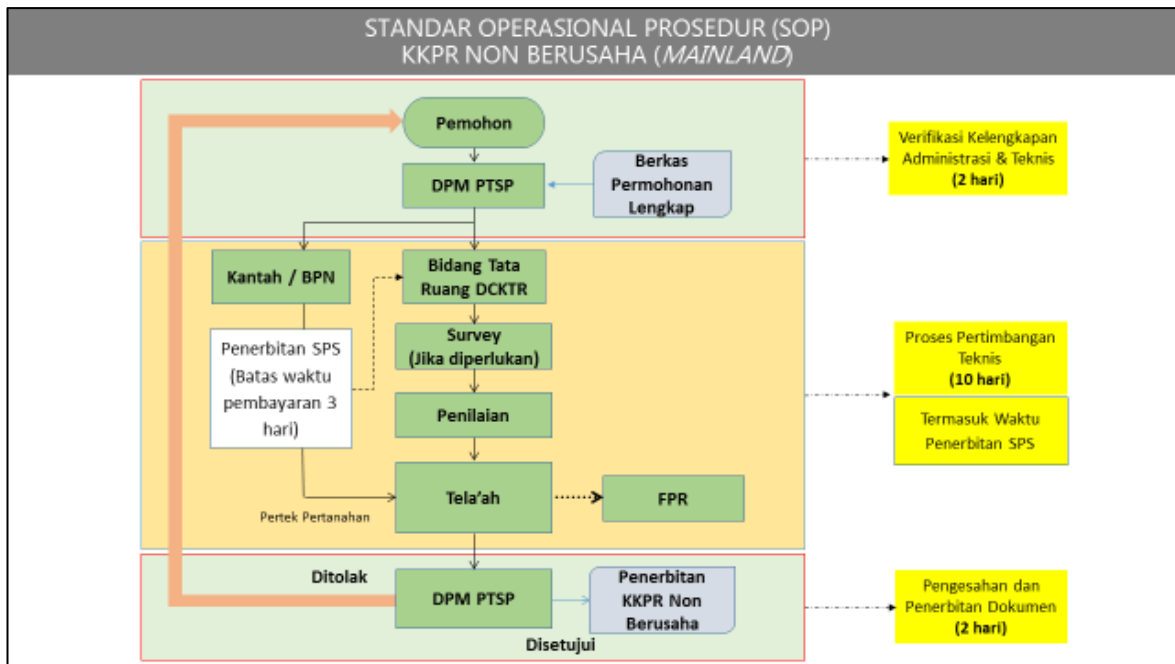 STANDAR OPERASIONAL PROSEDUR (SOP)
KKPR NON BERUSAHA (MAINLAND)
Pemohon
DPM PTSP
Berkas
Permohonan
Lengkap
Verifikasi Kelengkapan
Administrasi & Teknis
(2 hari)
Kantah / BPN
Bidang Tata
Ruang DCKTR
Penerbitan SPS
(Batas waktu
pembayaran 3
hari)
Survey
(Jika diperlukan)
Penilaian
Tela'ah
FPR
Pertek Pertanahan
Proses Pertimbangan
Teknis
(10 hari)
Termasuk Waktu
Penerbitan SPS
Ditolak
DPM PTSP
Disetujui
Penerbitan
KKPR Non
Berusaha
Pengesahan dan
Penerbitan Dokumen
(2 hari)